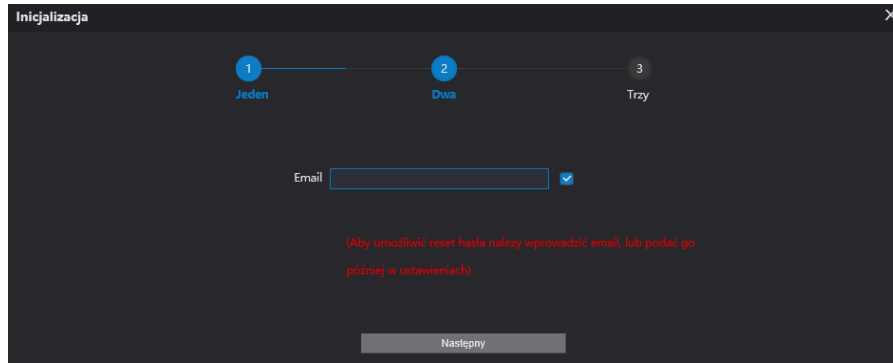 Inicjalizacja
1
2
3
Jeden
Dwa
Trzy
Email
(Aby umożliwić reset hasła należy wprowadzić email, lub podać go
później w ustawieniach)
Następny